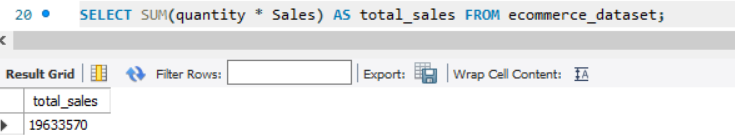 20 SELECT SUM(quantity * Sales) AS total_sales FROM ecommerce_dataset;
Result Grid Filter Rows: Export: Wrap Cell Content: IA
total_sales
19633570